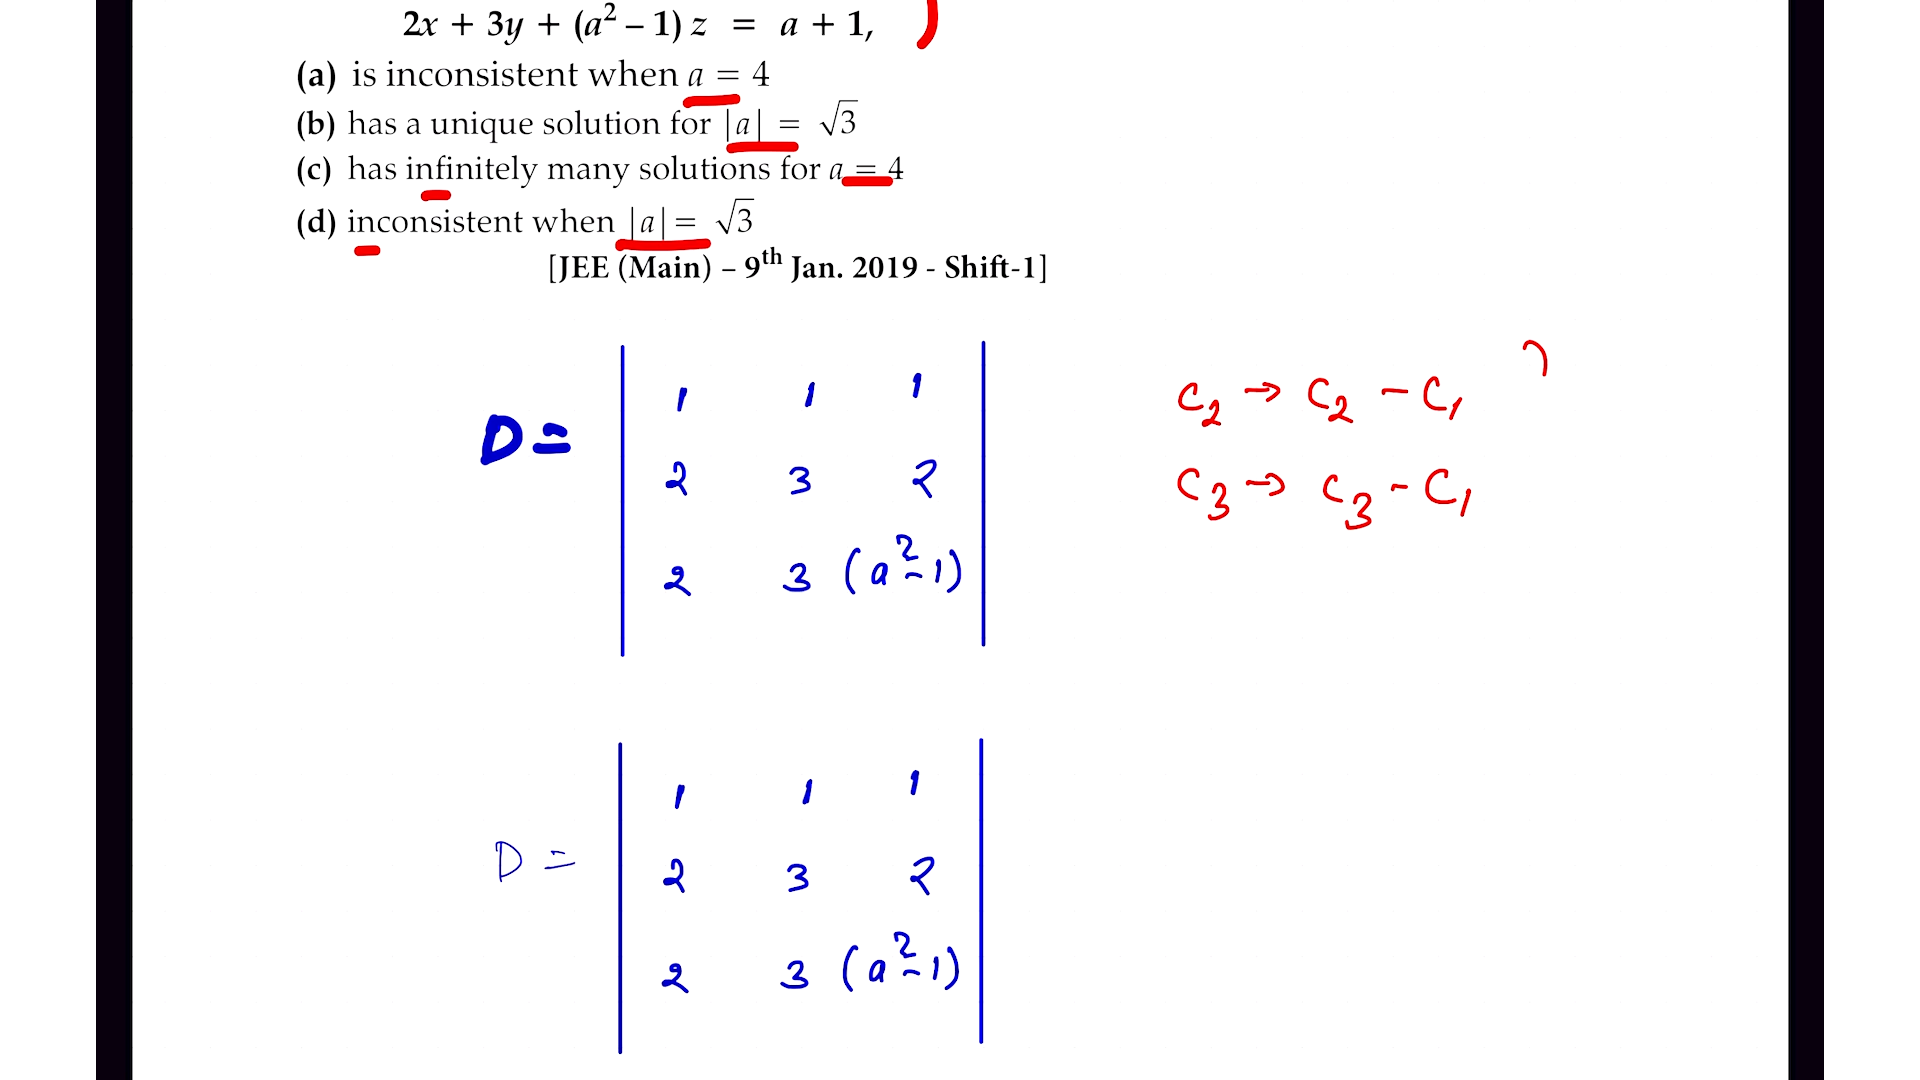 2x + 3y + (a² – 1) z = a + 1,
(a) is inconsistent when a = 4
(b) has a unique solution for |a| = √3
(c) has infinitely many solutions for a = 4
(d) inconsistent when |a| = √3
[JEE (Main) – 9th Jan. 2019 - Shift-1]
D =
1 1 1
2 3 2
2 3 (a² - 1)
C₂ → C₂ - C₁
C₃ → C₃ - C₁
D =
1 1 1
2 3 2
2 3 (a² - 1)